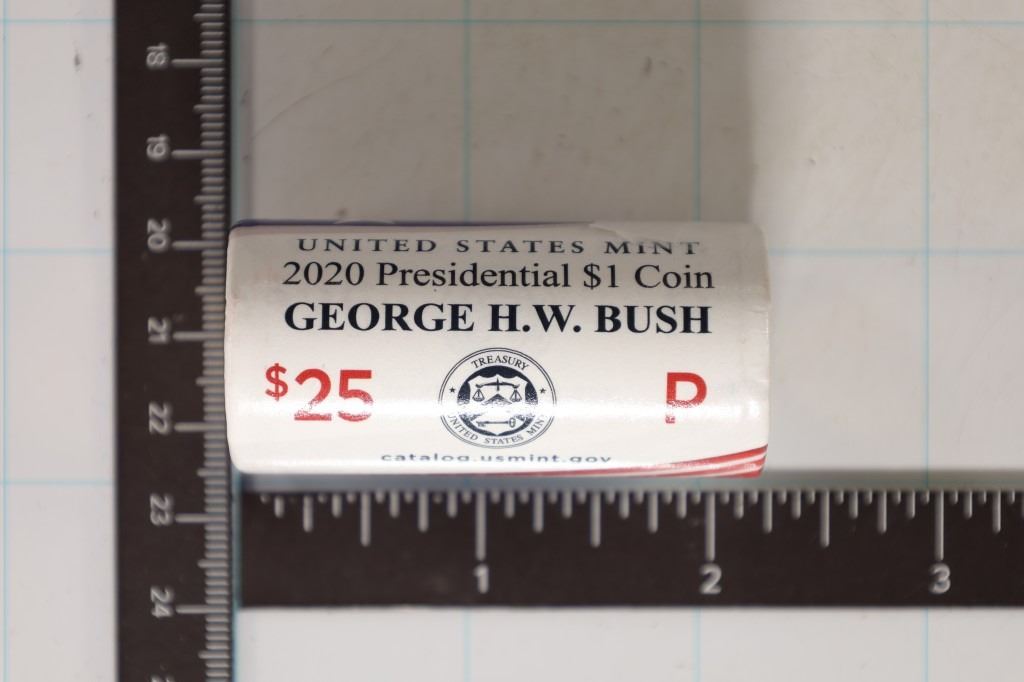 UNITED STATES MINT
2020 Presidential $1 Coin
GEORGE H.W. BUSH
$25
TREASURY
UNITED STATES MINT
P
catalog.usmint.gov
18
19
20
21
22
23
24
1
2
3